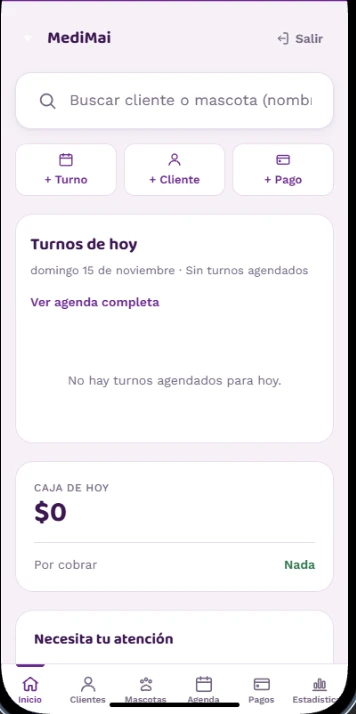 MediMai
Salir
Buscar cliente o mascota (nombr
+ Turno
+ Cliente
+ Pago
Turnos de hoy
domingo 15 de noviembre · Sin turnos agendados
Ver agenda completa
No hay turnos agendados para hoy.
CAJA DE HOY
$0
Por cobrar
Nada
Necesita tu atención
Inicio
Clientes
Mascotas
Agenda
Pagos
Estadístic